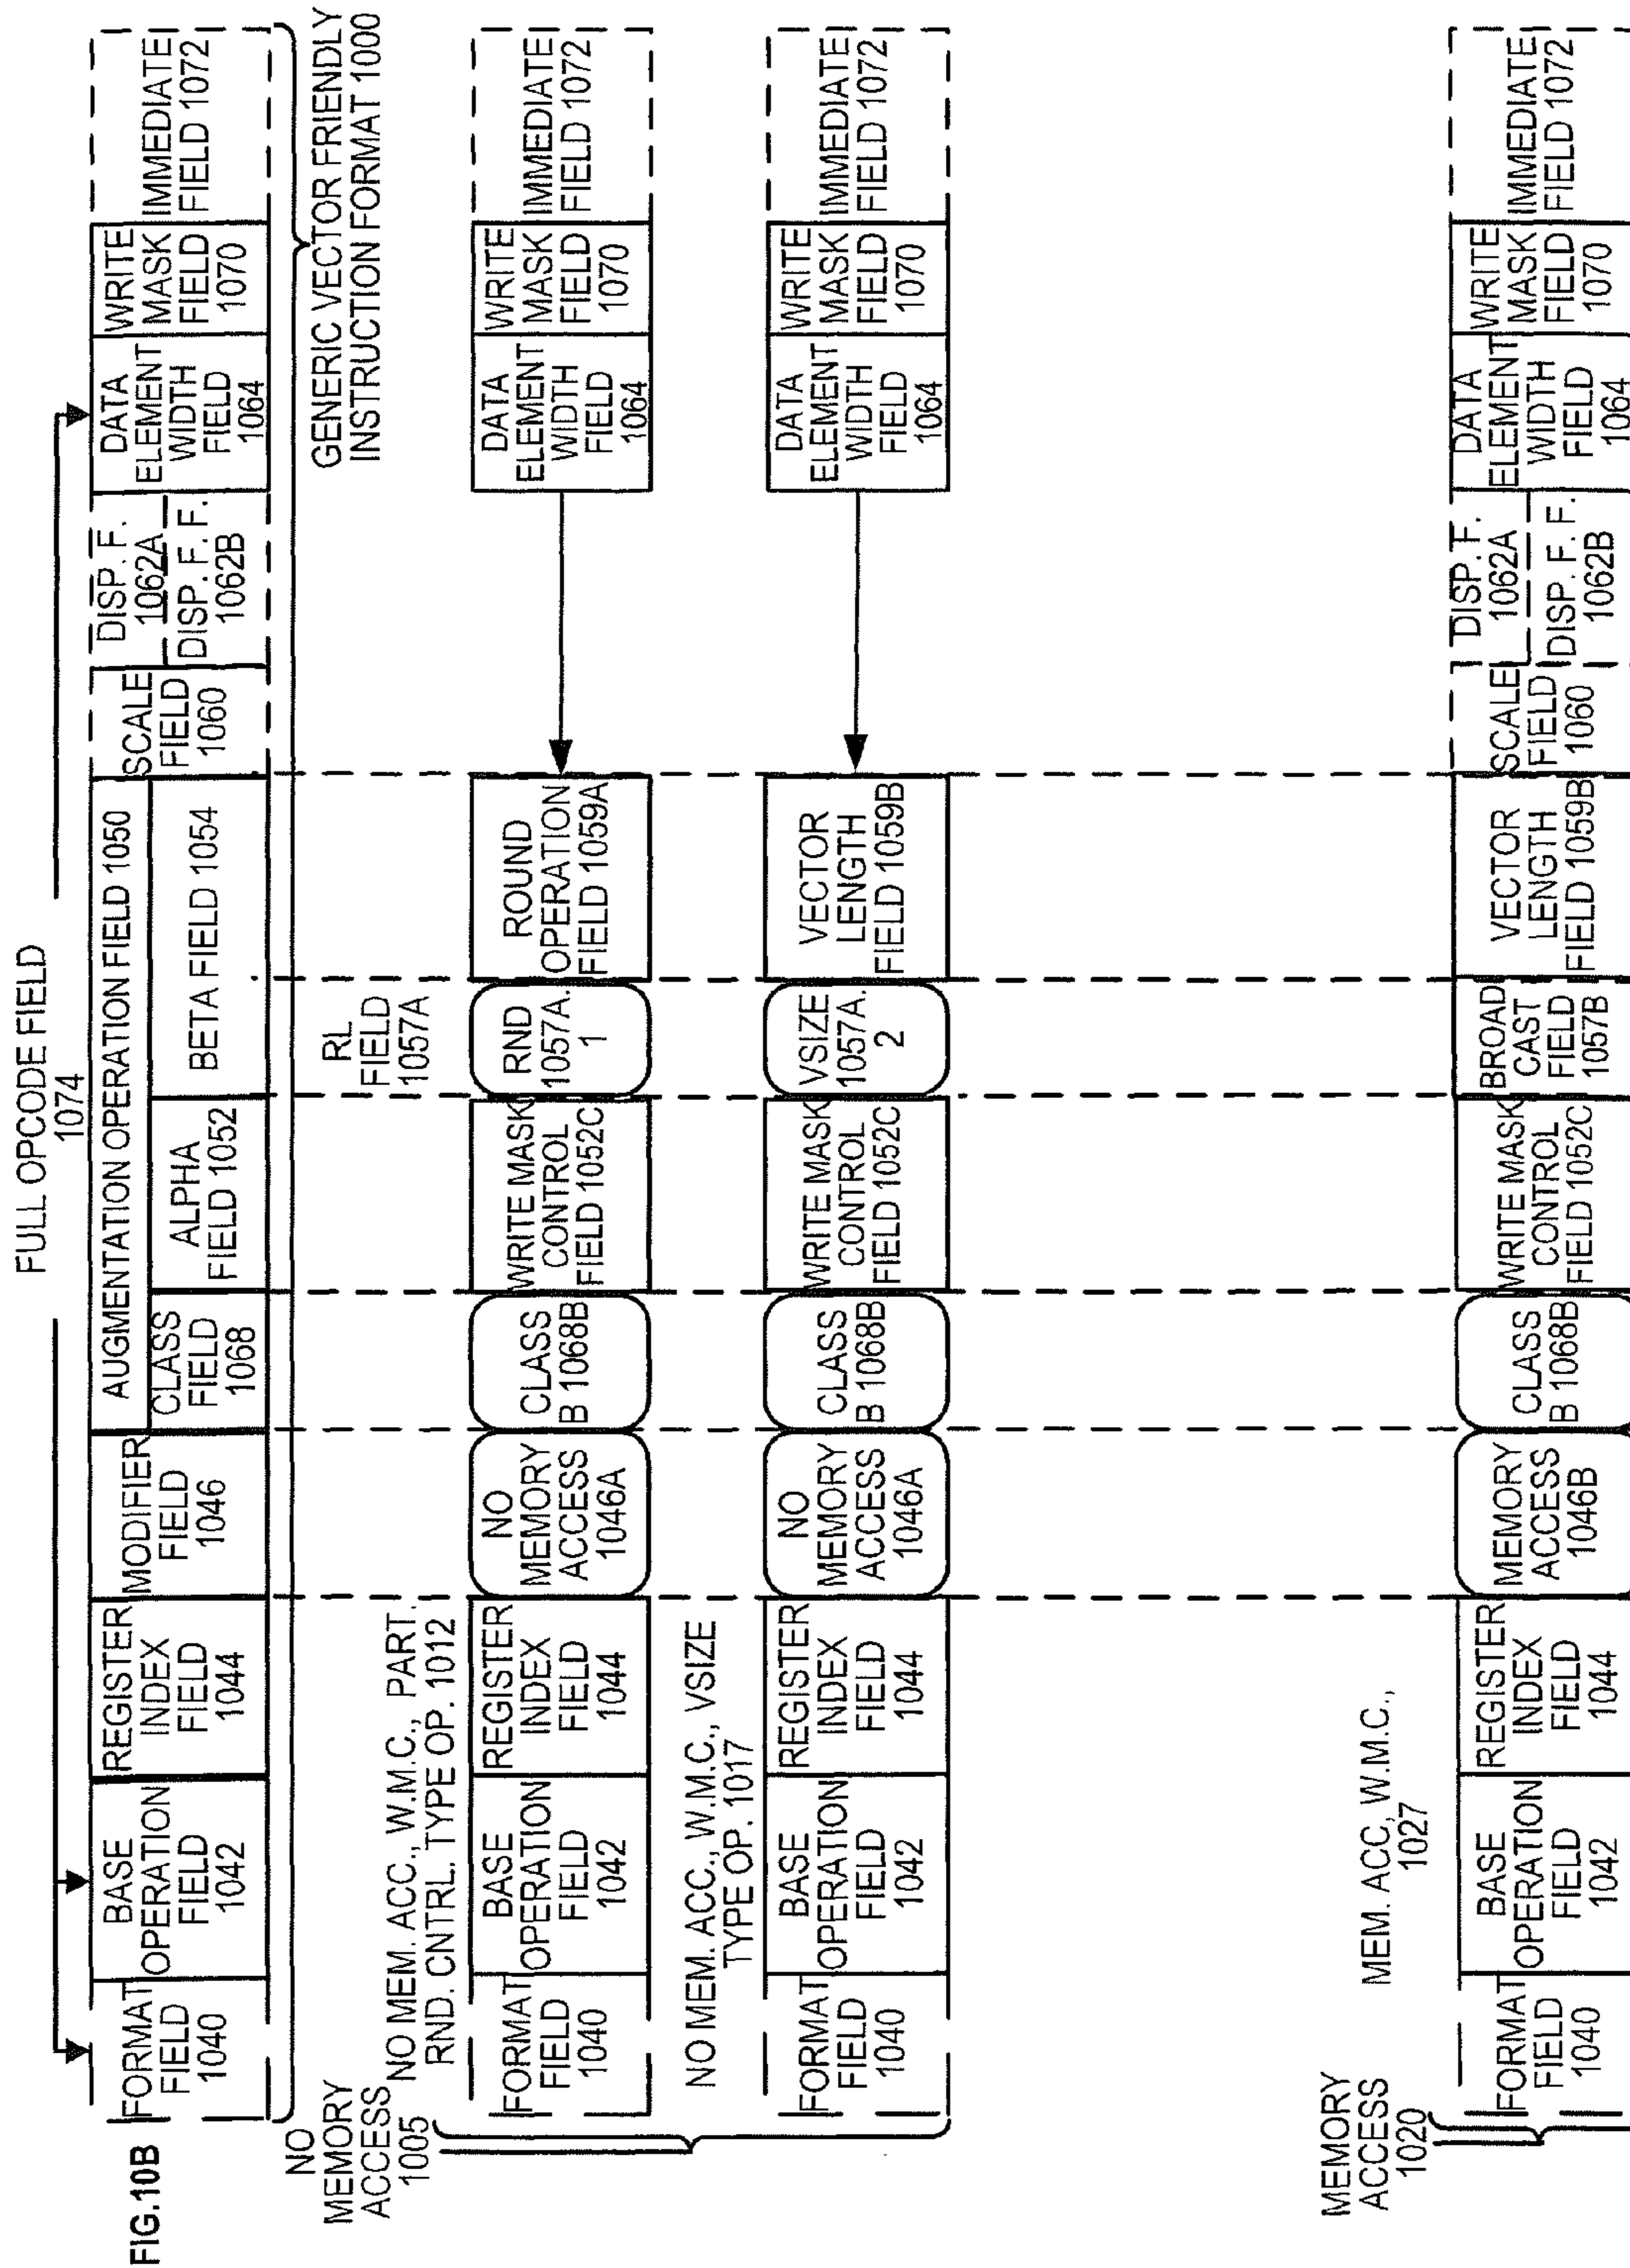 FIG.10B
FULL OPCODE FIELD
1074
FORMAT
FIELD
1040
BASE
OPERATION
FIELD
1042
REGISTER
INDEX
FIELD
1044
MODIFIER
FIELD
1046
AUGMENTATION OPERATION FIELD 1050
CLASS
FIELD
1068
ALPHA
FIELD 1052
BETA FIELD 1054
SCALE
FIELD
1060
DISP. F.
1062A
DISP. F. F.
1062B
DATA
ELEMENT
WIDTH
FIELD
1064
WRITE
MASK
FIELD
1070
IMMEDIATE
FIELD 1072
GENERIC VECTOR FRIENDLY
INSTRUCTION FORMAT 1000
NO
MEMORY
ACCESS
1005
NO MEM. ACC., W.M.C., PART.
RND. CNTRL. TYPE OP. 1012
RL
FIELD
1057A
FORMAT
FIELD
1040
BASE
OPERATION
FIELD
1042
REGISTER
INDEX
FIELD
1044
NO
MEMORY
ACCESS
1046A
CLASS
B 1068B
WRITE MASK
CONTROL
FIELD 1052C
RND
1057A.
1
ROUND
OPERATION
FIELD 1059A
DATA
ELEMENT
WIDTH
FIELD
1064
WRITE
MASK
FIELD
1070
IMMEDIATE
FIELD 1072
NO MEM. ACC., W.M.C., VSIZE
TYPE OP. 1017
FORMAT
FIELD
1040
BASE
OPERATION
FIELD
1042
REGISTER
INDEX
FIELD
1044
NO
MEMORY
ACCESS
1046A
CLASS
B 1068B
WRITE MASK
CONTROL
FIELD 1052C
VSIZE
1057A.
2
VECTOR
LENGTH
FIELD 1059B
DATA
ELEMENT
WIDTH
FIELD
1064
WRITE
MASK
FIELD
1070
IMMEDIATE
FIELD 1072
MEMORY
ACCESS
1020
MEM. ACC, W.M.C.,
1027
FORMAT
FIELD
1040
BASE
OPERATION
FIELD
1042
REGISTER
INDEX
FIELD
1044
MEMORY
ACCESS
1046B
CLASS
B 1068B
WRITE MASK
CONTROL
FIELD 1052C
BROAD
CAST
FIELD
1057B
VECTOR
LENGTH
FIELD 1059B
SCALE
FIELD
1060
DISP. F.
1062A
DISP. F. F.
1062B
DATA
ELEMENT
WIDTH
FIELD
1064
WRITE
MASK
FIELD
1070
IMMEDIATE
FIELD 1072